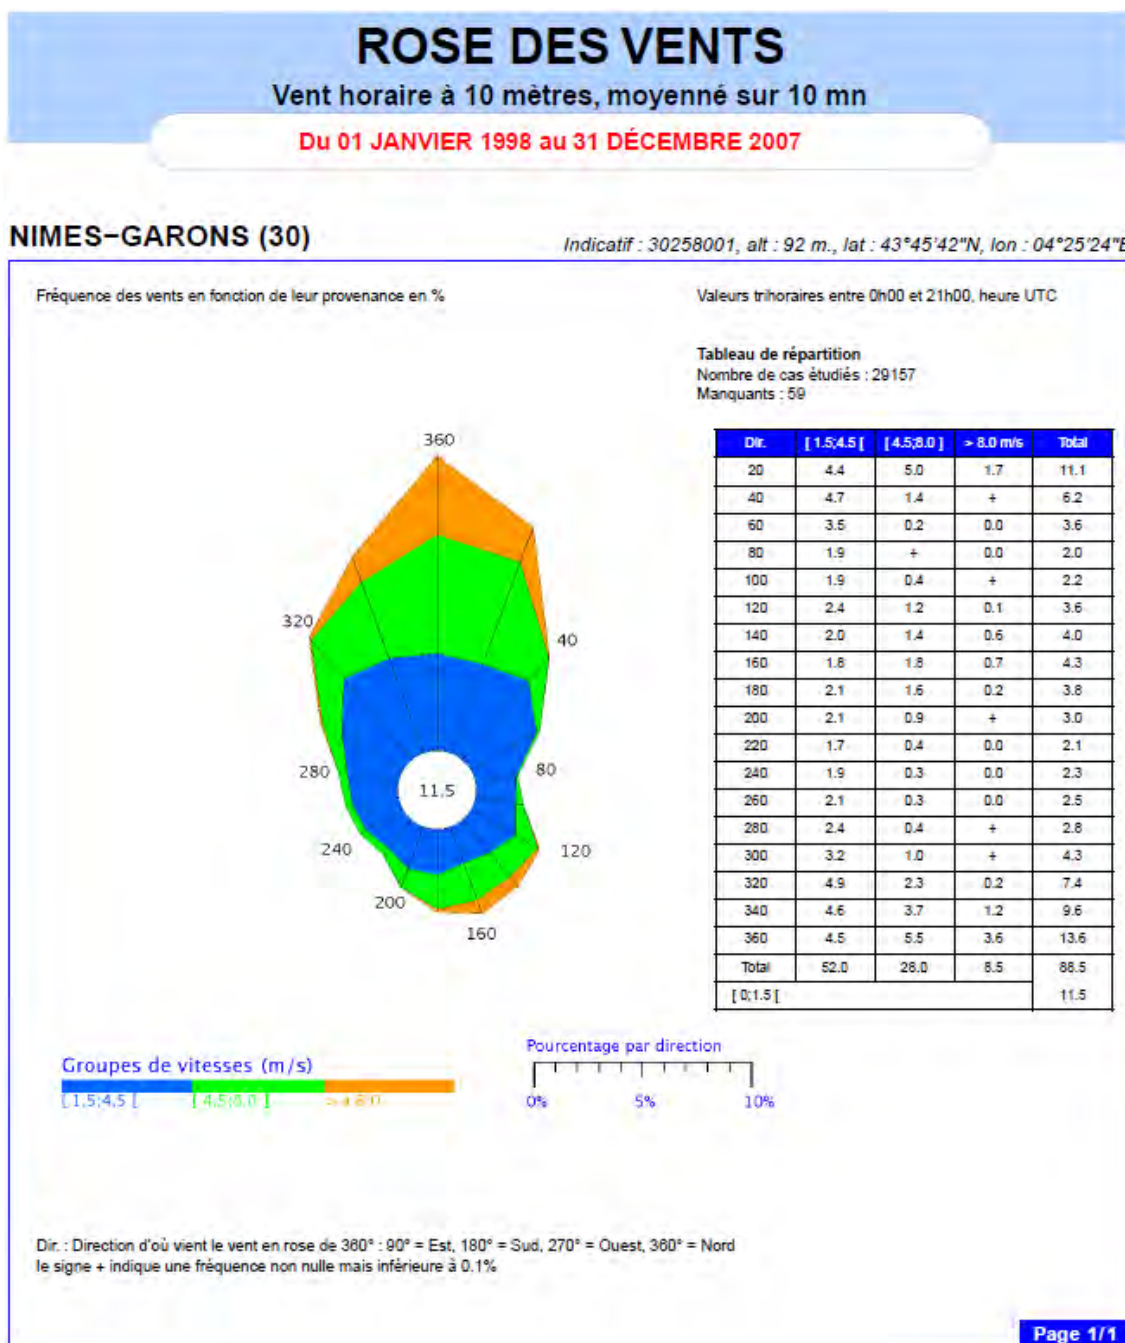 ROSE DES VENTS
Vent horaire à 10 mètres, moyenné sur 10 mn
Du 01 JANVIER 1998 au 31 DÉCEMBRE 2007
NIMES–GARONS (30)
Indicatif : 30258001, alt : 92 m., lat : 43°45'42"N, lon : 04°25'24"E
Fréquence des vents en fonction de leur provenance en %
Valeurs trihoraires entre 0h00 et 21h00, heure UTC
Tableau de répartition
Nombre de cas étudiés : 29157
Manquants : 59
360
320
40
280
11.5
80
240
120
200
160
Dir. [ 1.5;4.5 [ [ 4.5;8.0 ] > 8.0 m/s Total
20 4.4 5.0 1.7 11.1
40 4.7 1.4 + 6.2
60 3.5 0.2 0.0 3.6
80 1.9 + 0.0 2.0
100 1.9 0.4 + 2.2
120 2.4 1.2 0.1 3.6
140 2.0 1.4 0.6 4.0
160 1.8 1.8 0.7 4.3
180 2.1 1.6 0.2 3.8
200 2.1 0.9 + 3.0
220 1.7 0.4 0.0 2.1
240 1.9 0.3 0.0 2.3
260 2.1 0.3 0.0 2.5
280 2.4 0.4 + 2.8
300 3.2 1.0 + 4.3
320 4.9 2.3 0.2 7.4
340 4.6 3.7 1.2 9.6
360 4.5 5.5 3.6 13.6
Total 52.0 28.0 8.5 88.5
[ 0;1.5 [ 11.5
Groupes de vitesses (m/s)
[ 1.5;4.5 [ [ 4.5;8.0 ]
Pourcentage par direction
0% 5% 10%
Dir. : Direction d'où vient le vent en rose de 360° : 90° = Est, 180° = Sud, 270° = Ouest, 360° = Nord
le signe + indique une fréquence non nulle mais inférieure à 0.1%
Page 1/1